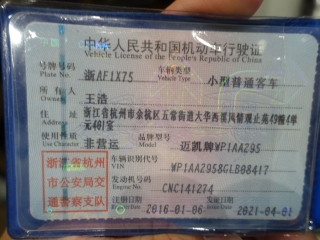 中华人民共和国机动车行驶证
Vehicle License of the People's Republic of China
号牌号码 Plate No. 浙AF1X75 车辆类型 Vehicle Type 小型普通客车
所有人 Owner 王浩
住址 Address 浙江省杭州市余杭区五常街道大华西溪风情观止苑49幢4单
元401室
使用性质 Use Character 非营运 品牌型号 Model 迈凯牌WP1AA295
浙江省杭州 车辆识别代号 VIN WP1AA2958GLB08417
市公安局交 发动机号码 Engine No. CNC141274
通警察支队 注册日期 Register Date 2016-01-06 发证日期 Issue Date 2021-04-01